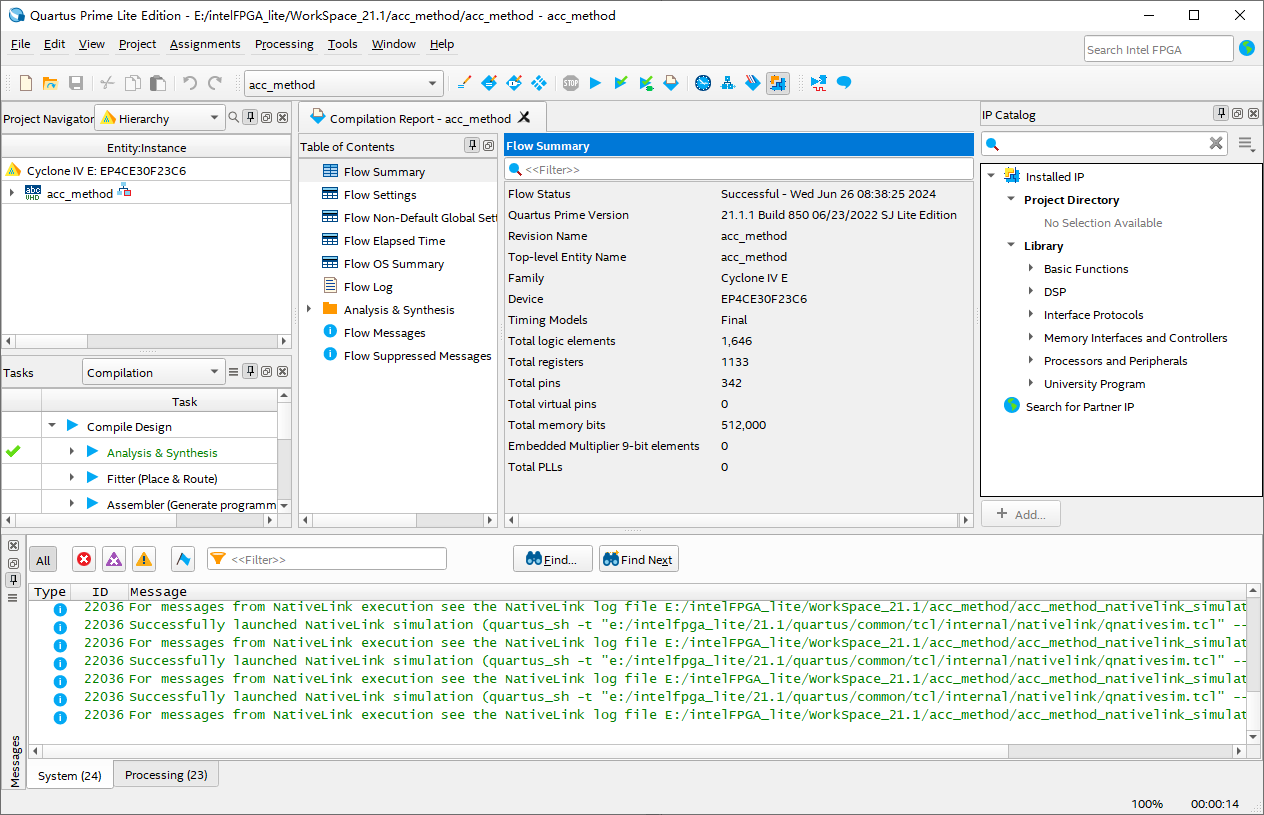 Quartus Prime Lite Edition - E:/intelFPGA_lite/WorkSpace_21.1/acc_method/acc_method - acc_method
File Edit View Project Assignments Processing Tools Window Help
Search Intel FPGA
acc_method
STOP
Project Navigator
Hierarchy
Entity:Instance
Cyclone IV E: EP4CE30F23C6
abc VHD acc_method
Compilation Report - acc_method
Table of Contents
Flow Summary
Flow Settings
Flow Non-Default Global Sett
Flow Elapsed Time
Flow OS Summary
Flow Log
Analysis & Synthesis
Flow Messages
Flow Suppressed Messages
Flow Summary
<<Filter>>
Flow Status Successful - Wed Jun 26 08:38:25 2024
Quartus Prime Version 21.1.1 Build 850 06/23/2022 SJ Lite Edition
Revision Name acc_method
Top-level Entity Name acc_method
Family Cyclone IV E
Device EP4CE30F23C6
Timing Models Final
Total logic elements 1,646
Total registers 1133
Total pins 342
Total virtual pins 0
Total memory bits 512,000
Embedded Multiplier 9-bit elements 0
Total PLLs 0
IP Catalog
Installed IP
Project Directory
No Selection Available
Library
Basic Functions
DSP
Interface Protocols
Memory Interfaces and Controllers
Processors and Peripherals
University Program
Search for Partner IP
Add...
Tasks
Compilation
Task
Compile Design
Analysis & Synthesis
Fitter (Place & Route)
Assembler (Generate programm
All
<<Filter>>
Find...
Find Next
Type ID Message
22036 For messages from NativeLink execution see the NativeLink log file E:/intelFPGA_lite/WorkSpace_21.1/acc_method/acc_method_nativelink_simulat
22036 Successfully launched NativeLink simulation (quartus_sh -t "e:/intelfpga_lite/21.1/quartus/common/tcl/internal/nativelink/qnativesim.tcl" --
22036 For messages from NativeLink execution see the NativeLink log file E:/intelFPGA_lite/WorkSpace_21.1/acc_method/acc_method_nativelink_simulat
22036 Successfully launched NativeLink simulation (quartus_sh -t "e:/intelfpga_lite/21.1/quartus/common/tcl/internal/nativelink/qnativesim.tcl" --
22036 For messages from NativeLink execution see the NativeLink log file E:/intelFPGA_lite/WorkSpace_21.1/acc_method/acc_method_nativelink_simulat
22036 Successfully launched NativeLink simulation (quartus_sh -t "e:/intelfpga_lite/21.1/quartus/common/tcl/internal/nativelink/qnativesim.tcl" --
22036 For messages from NativeLink execution see the NativeLink log file E:/intelFPGA_lite/WorkSpace_21.1/acc_method/acc_method_nativelink_simulat
Messages
System (24)
Processing (23)
100% 00:00:14